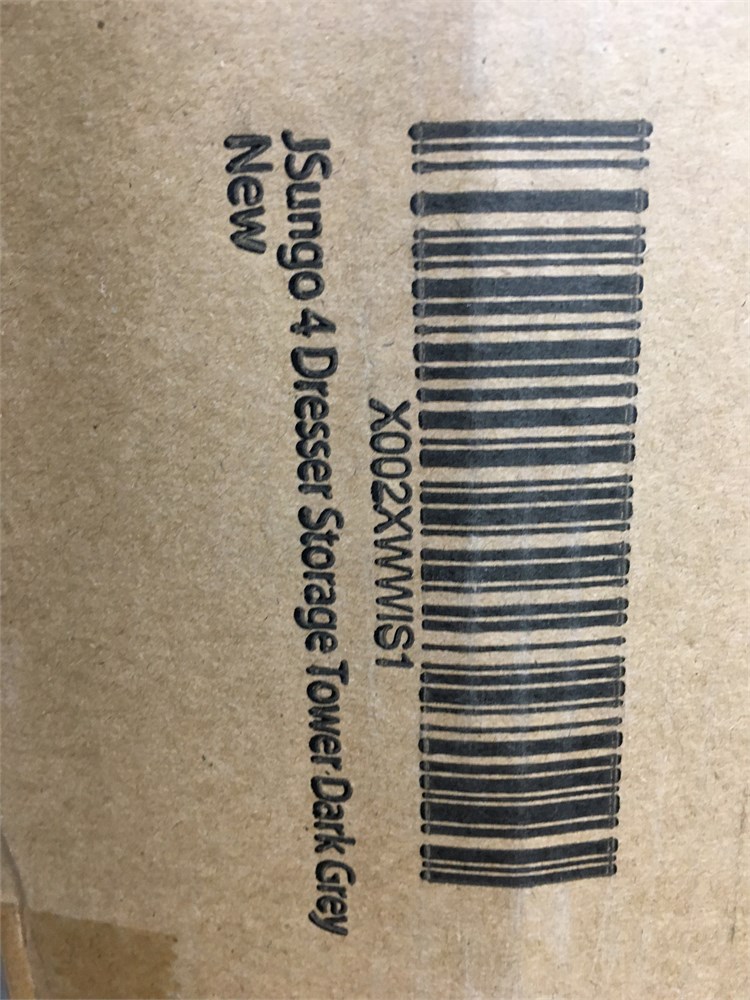 X002XWWIS1
JSungo 4 Dresser Storage Tower-Dark Grey
New